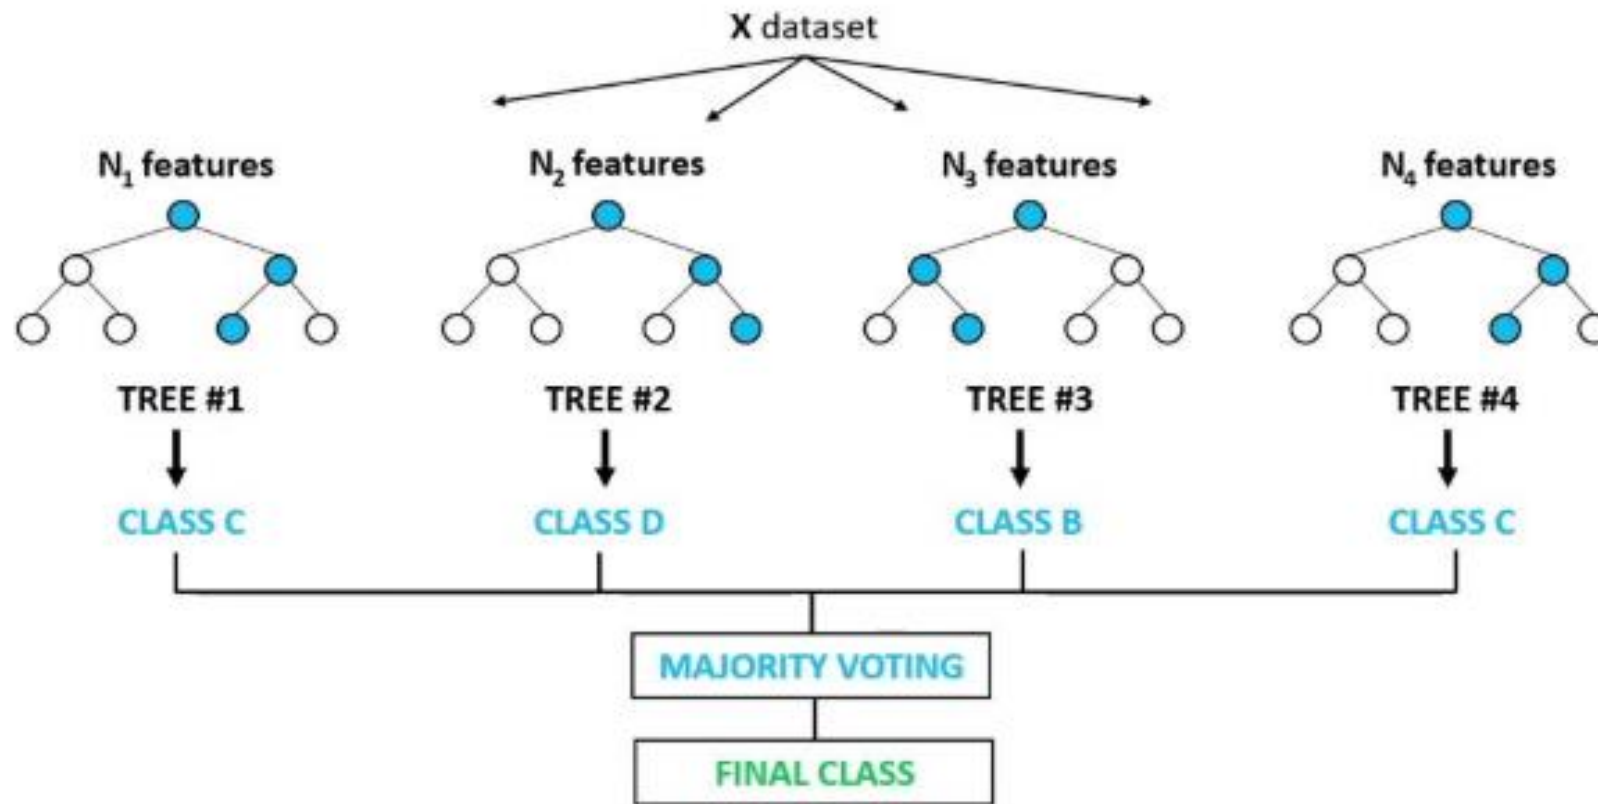 X dataset
N₁ features N₂ features N₃ features N₄ features
TREE #1 TREE #2 TREE #3 TREE #4
CLASS C CLASS D CLASS B CLASS C
MAJORITY VOTING
FINAL CLASS